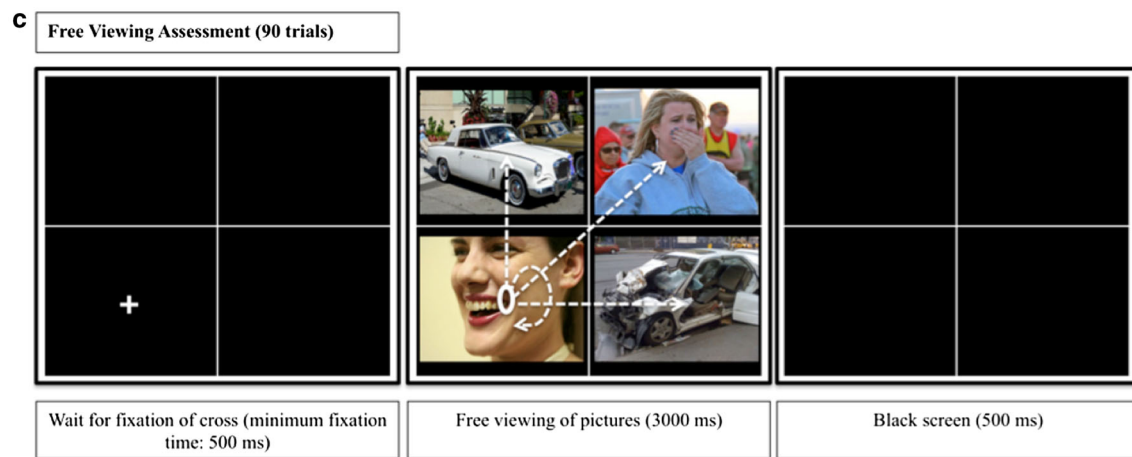 c
Free Viewing Assessment (90 trials)
Wait for fixation of cross (minimum fixation
time: 500 ms)
Free viewing of pictures (3000 ms)
Black screen (500 ms)